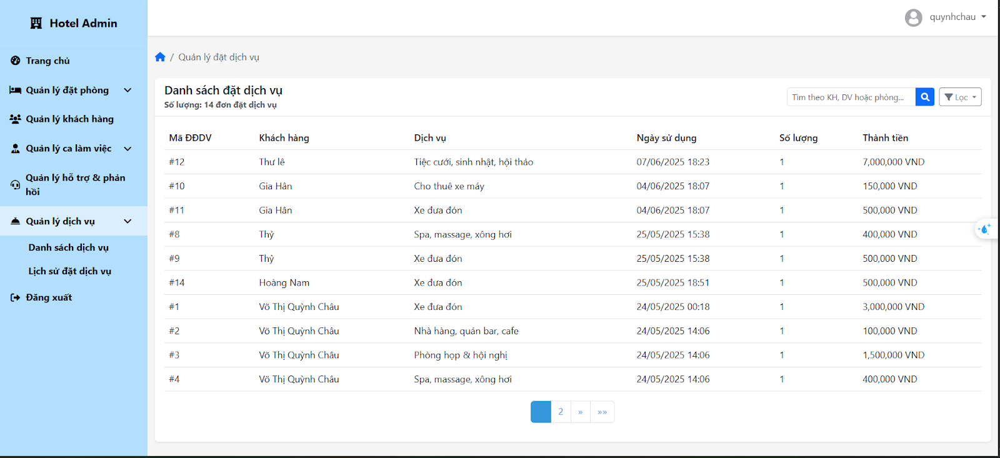 Hotel Admin
quynhchau
Trang chủ
Quản lý đặt phòng
Quản lý khách hàng
Quản lý ca làm việc
Quản lý hỗ trợ & phản
hồi
Quản lý dịch vụ
Danh sách dịch vụ
Lịch sử đặt dịch vụ
Đăng xuất
/ Quản lý đặt dịch vụ
Danh sách đặt dịch vụ
Số lượng: 14 đơn đặt dịch vụ
Tìm theo KH, DV hoặc phòng...
Lọc
Mã ĐĐDV Khách hàng Dịch vụ Ngày sử dụng Số lượng Thành tiền
#12 Thư lê Tiệc cưới, sinh nhật, hội thảo 07/06/2025 18:23 1 7,000,000 VND
#10 Gia Hân Cho thuê xe máy 04/06/2025 18:07 1 150,000 VND
#11 Gia Hân Xe đưa đón 04/06/2025 18:07 1 500,000 VND
#8 Thỷ Spa, massage, xông hơi 25/05/2025 15:38 1 400,000 VND
#9 Thỷ Xe đưa đón 25/05/2025 15:38 1 500,000 VND
#14 Hoàng Nam Xe đưa đón 25/05/2025 18:51 1 500,000 VND
#1 Võ Thị Quỳnh Châu Xe đưa đón 24/05/2025 00:18 1 3,000,000 VND
#2 Võ Thị Quỳnh Châu Nhà hàng, quán bar, cafe 24/05/2025 14:06 1 100,000 VND
#3 Võ Thị Quỳnh Châu Phòng họp & hội nghị 24/05/2025 14:06 1 1,500,000 VND
#4 Võ Thị Quỳnh Châu Spa, massage, xông hơi 24/05/2025 14:06 1 400,000 VND
2 » »»